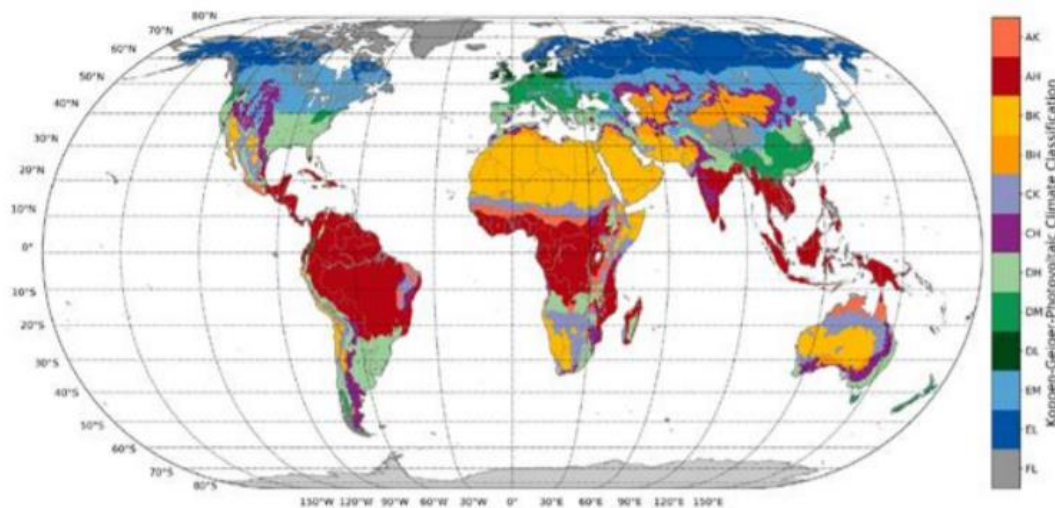 80°N
70°N
60°N
50°N
40°N
30°N
20°N
10°N
0°
10°S
20°S
30°S
40°S
50°S
60°S
70°S
80°S
150°W 120°W 90°W 60°W 30°W 0° 30°E 60°E 90°E 120°E 150°E
AK
AH
BK
BH
CK
CH
DH
DM
DL
EM
EL
FL
Koppen-Geiger-Photovoltaic Climate Classification